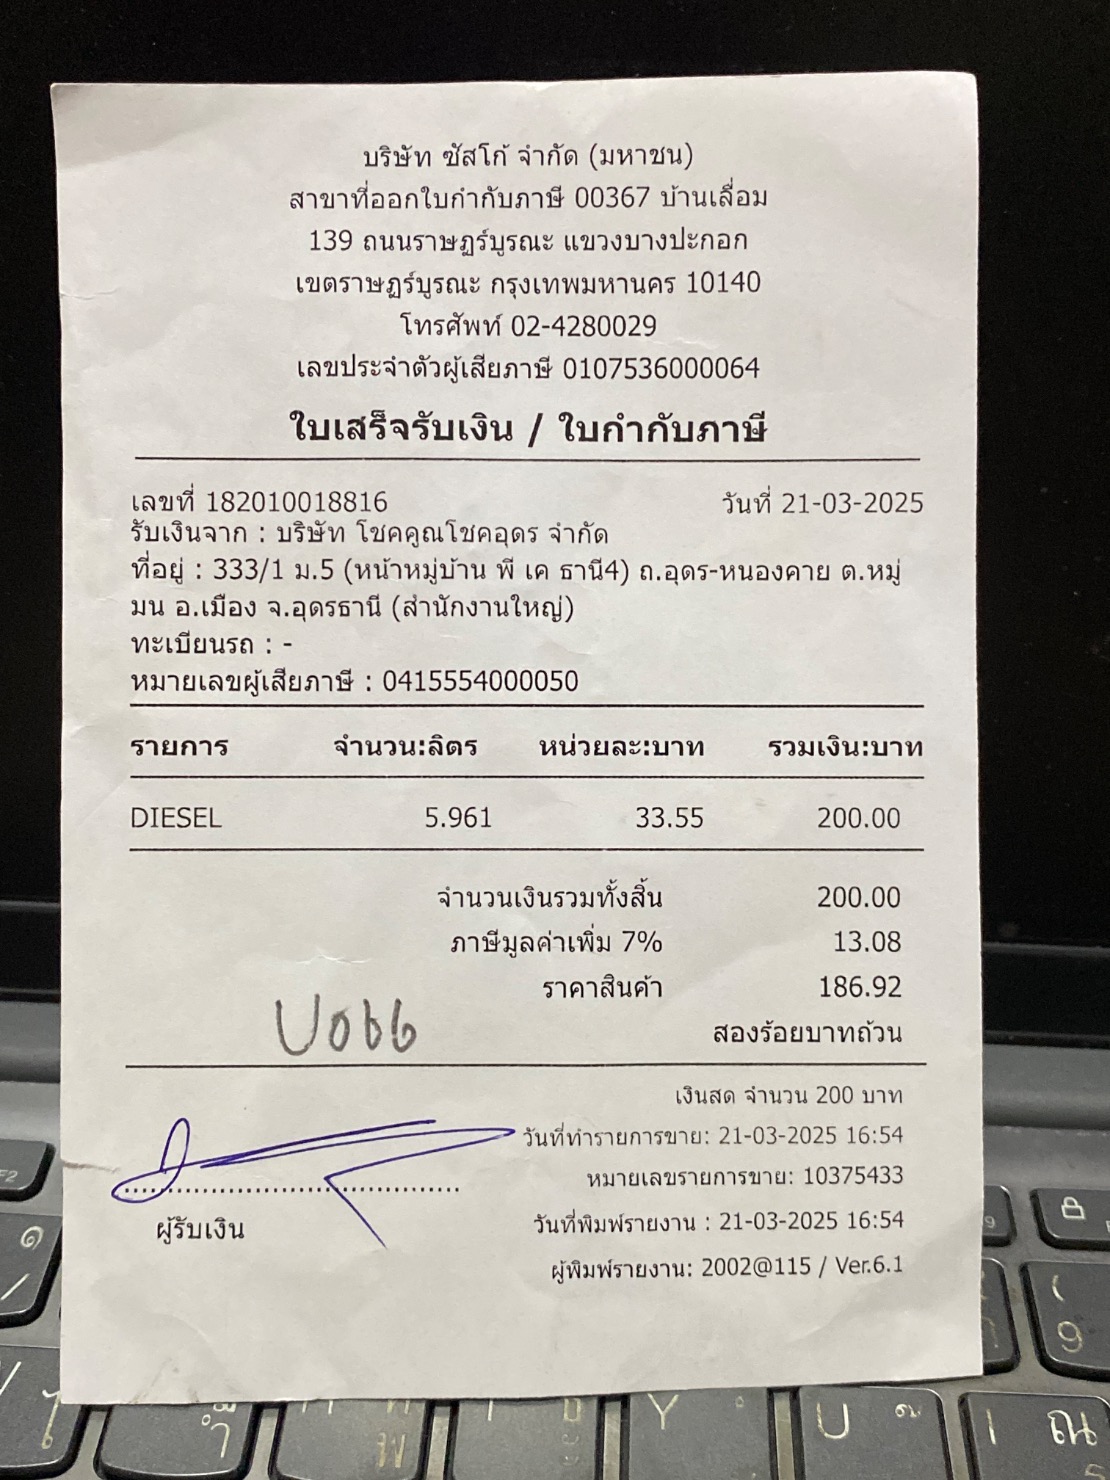 บริษัท ซัสโก้ จำกัด (มหาชน)
สาขาที่ออกใบกำกับภาษี 00367 บ้านเลื่อม
139 ถนนราษฎร์บูรณะ แขวงบางปะกอก
เขตราษฎร์บูรณะ กรุงเทพมหานคร 10140
โทรศัพท์ 02-4280029
เลขประจำตัวผู้เสียภาษี 0107536000064
ใบเสร็จรับเงิน / ใบกำกับภาษี
เลขที่ 182010018816 วันที่ 21-03-2025
รับเงินจาก : บริษัท โชคคูณโชคอุดร จำกัด
ที่อยู่ : 333/1 ม.5 (หน้าหมู่บ้าน พี เค ธานี4) ถ.อุดร-หนองคาย ต.หมู่
มน อ.เมือง จ.อุดรธานี (สำนักงานใหญ่)
ทะเบียนรถ : -
หมายเลขผู้เสียภาษี : 0415554000050
รายการ จำนวน:ลิตร หน่วยละ:บาท รวมเงิน:บาท
DIESEL 5.961 33.55 200.00
จำนวนเงินรวมทั้งสิ้น 200.00
ภาษีมูลค่าเพิ่ม 7% 13.08
ราคาสินค้า 186.92
สองร้อยบาทถ้วน
เงินสด จำนวน 200 บาท
วันที่ทำรายการขาย: 21-03-2025 16:54
หมายเลขรายการขาย: 10375433
วันที่พิมพ์รายงาน : 21-03-2025 16:54
ผู้รับเงิน
ผู้พิมพ์รายงาน: 2002@115 / Ver.6.1